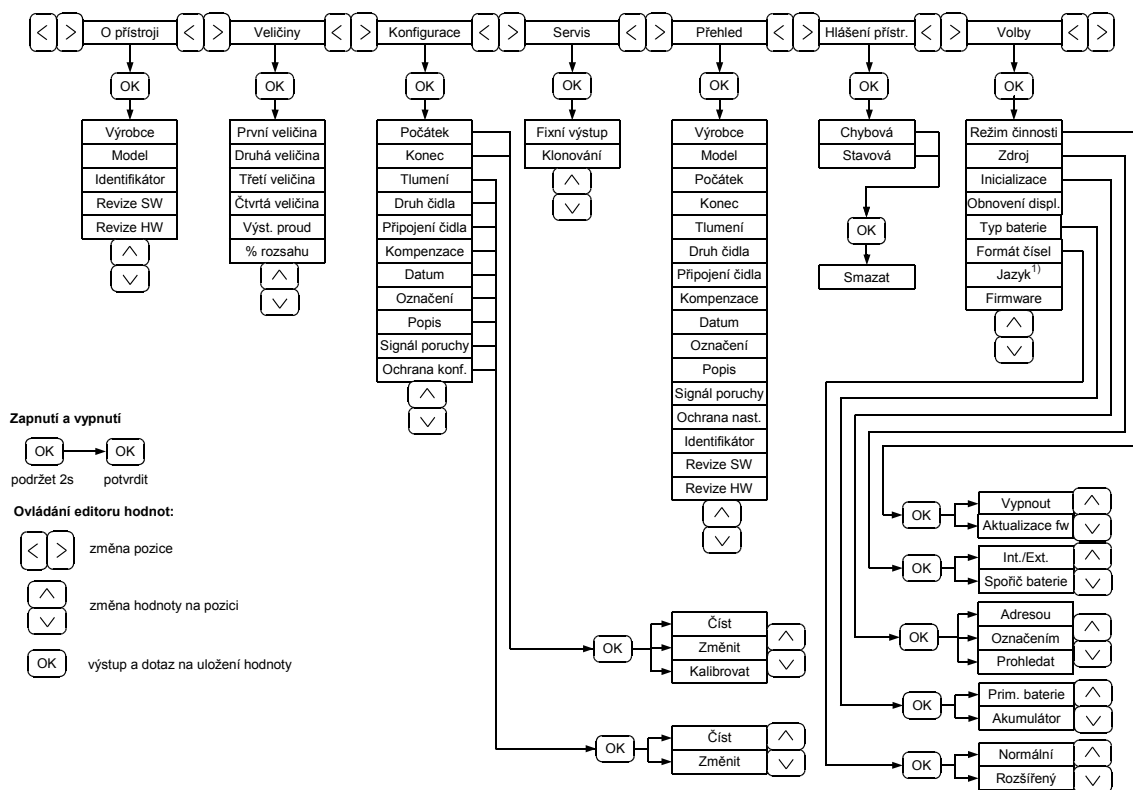 O přístroji
Veličiny
Konfigurace
Servis
Přehled
Hlášení přístr.
Volby
OK
OK
OK
OK
OK
OK
OK
Výrobce
Model
Identifikátor
Revize SW
Revize HW
První veličina
Druhá veličina
Třetí veličina
Čtvrtá veličina
Výst. proud
% rozsahu
Počátek
Konec
Tlumení
Druh čidla
Připojení čidla
Kompenzace
Datum
Označení
Popis
Signál poruchy
Ochrana konf.
Fixní výstup
Klonování
Výrobce
Model
Počátek
Konec
Tlumení
Druh čidla
Připojení čidla
Kompenzace
Datum
Označení
Popis
Signál poruchy
Ochrana nast.
Identifikátor
Revize SW
Revize HW
Chybová
Stavová
OK
Smazat
Režim činnosti
Zdroj
Inicializace
Obnovení displ.
Typ baterie
Formát čísel
Jazyk1)
Firmware
Zapnutí a vypnutí
OK
OK
podržet 2s
potvrdit
Ovládání editoru hodnot:
změna pozice
změna hodnoty na pozici
OK
výstup a dotaz na uložení hodnoty
OK
Číst
Změnit
Kalibrovat
OK
Číst
Změnit
OK
Vypnout
Aktualizace fw
OK
Int./Ext.
Spořič baterie
OK
Adresou
Označením
Prohledat
OK
Prim. baterie
Akumulátor
OK
Normální
Rozšířený